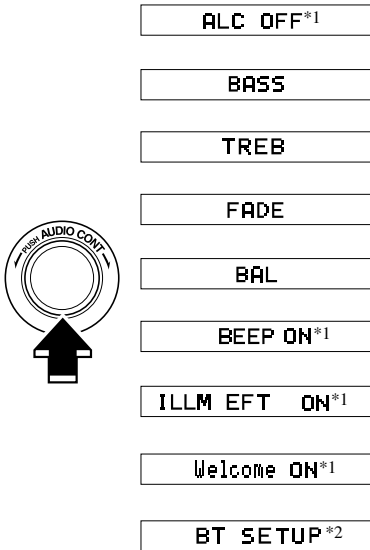 ALC OFF*1
BASS
TREB
FADE
PUSH AUDIO CONT
BAL
BEEP ON*1
ILLM EFT ON*1
Welcome ON*1
BT SETUP*2